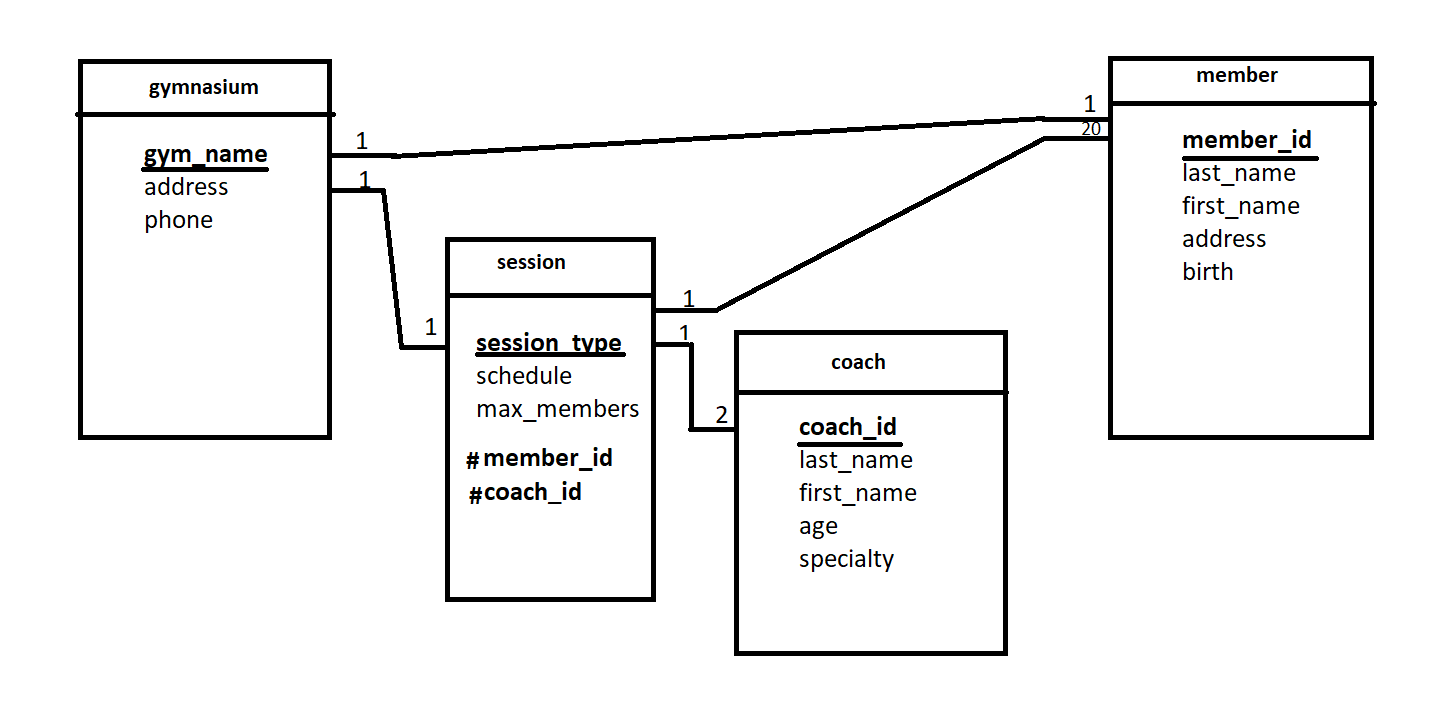 gymnasium
gym_name
address
phone
1
1
session
session_type
schedule
max_members
#member_id
#coach_id
1
1
1
2
coach
coach_id
last_name
first_name
age
specialty
member
1
20
member_id
last_name
first_name
address
birth